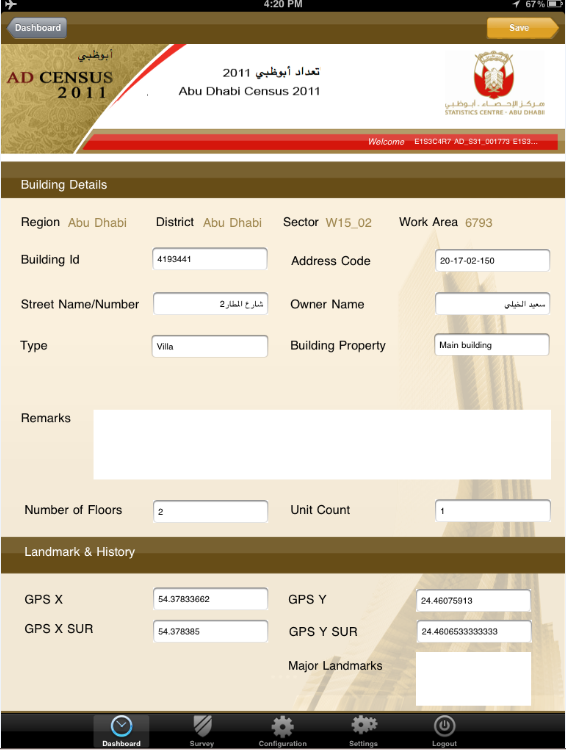 4:20 PM 67%
Dashboard Save
أبوظبي
AD CENSUS
2011
تعداد أبوظبي 2011
Abu Dhabi Census 2011
مركز الإحصاء - أبوظبي
STATISTICS CENTRE - ABU DHABI
Welcome E1S3C4R7 AD_S31_001773 E1S3...
Building Details
Region Abu Dhabi District Abu Dhabi Sector W15_02 Work Area 6793
Building Id 4193441 Address Code 20-17-02-150
Street Name/Number شارع المطار 2 Owner Name سعيد الخيلي
Type Villa Building Property Main building
Remarks
Number of Floors 2 Unit Count 1
Landmark & History
GPS X 54.37833662 GPS Y 24.46075913
GPS X SUR 54.378385 GPS Y SUR 24.4606533333333
Major Landmarks
Dashboard Survey Configuration Settings Logout